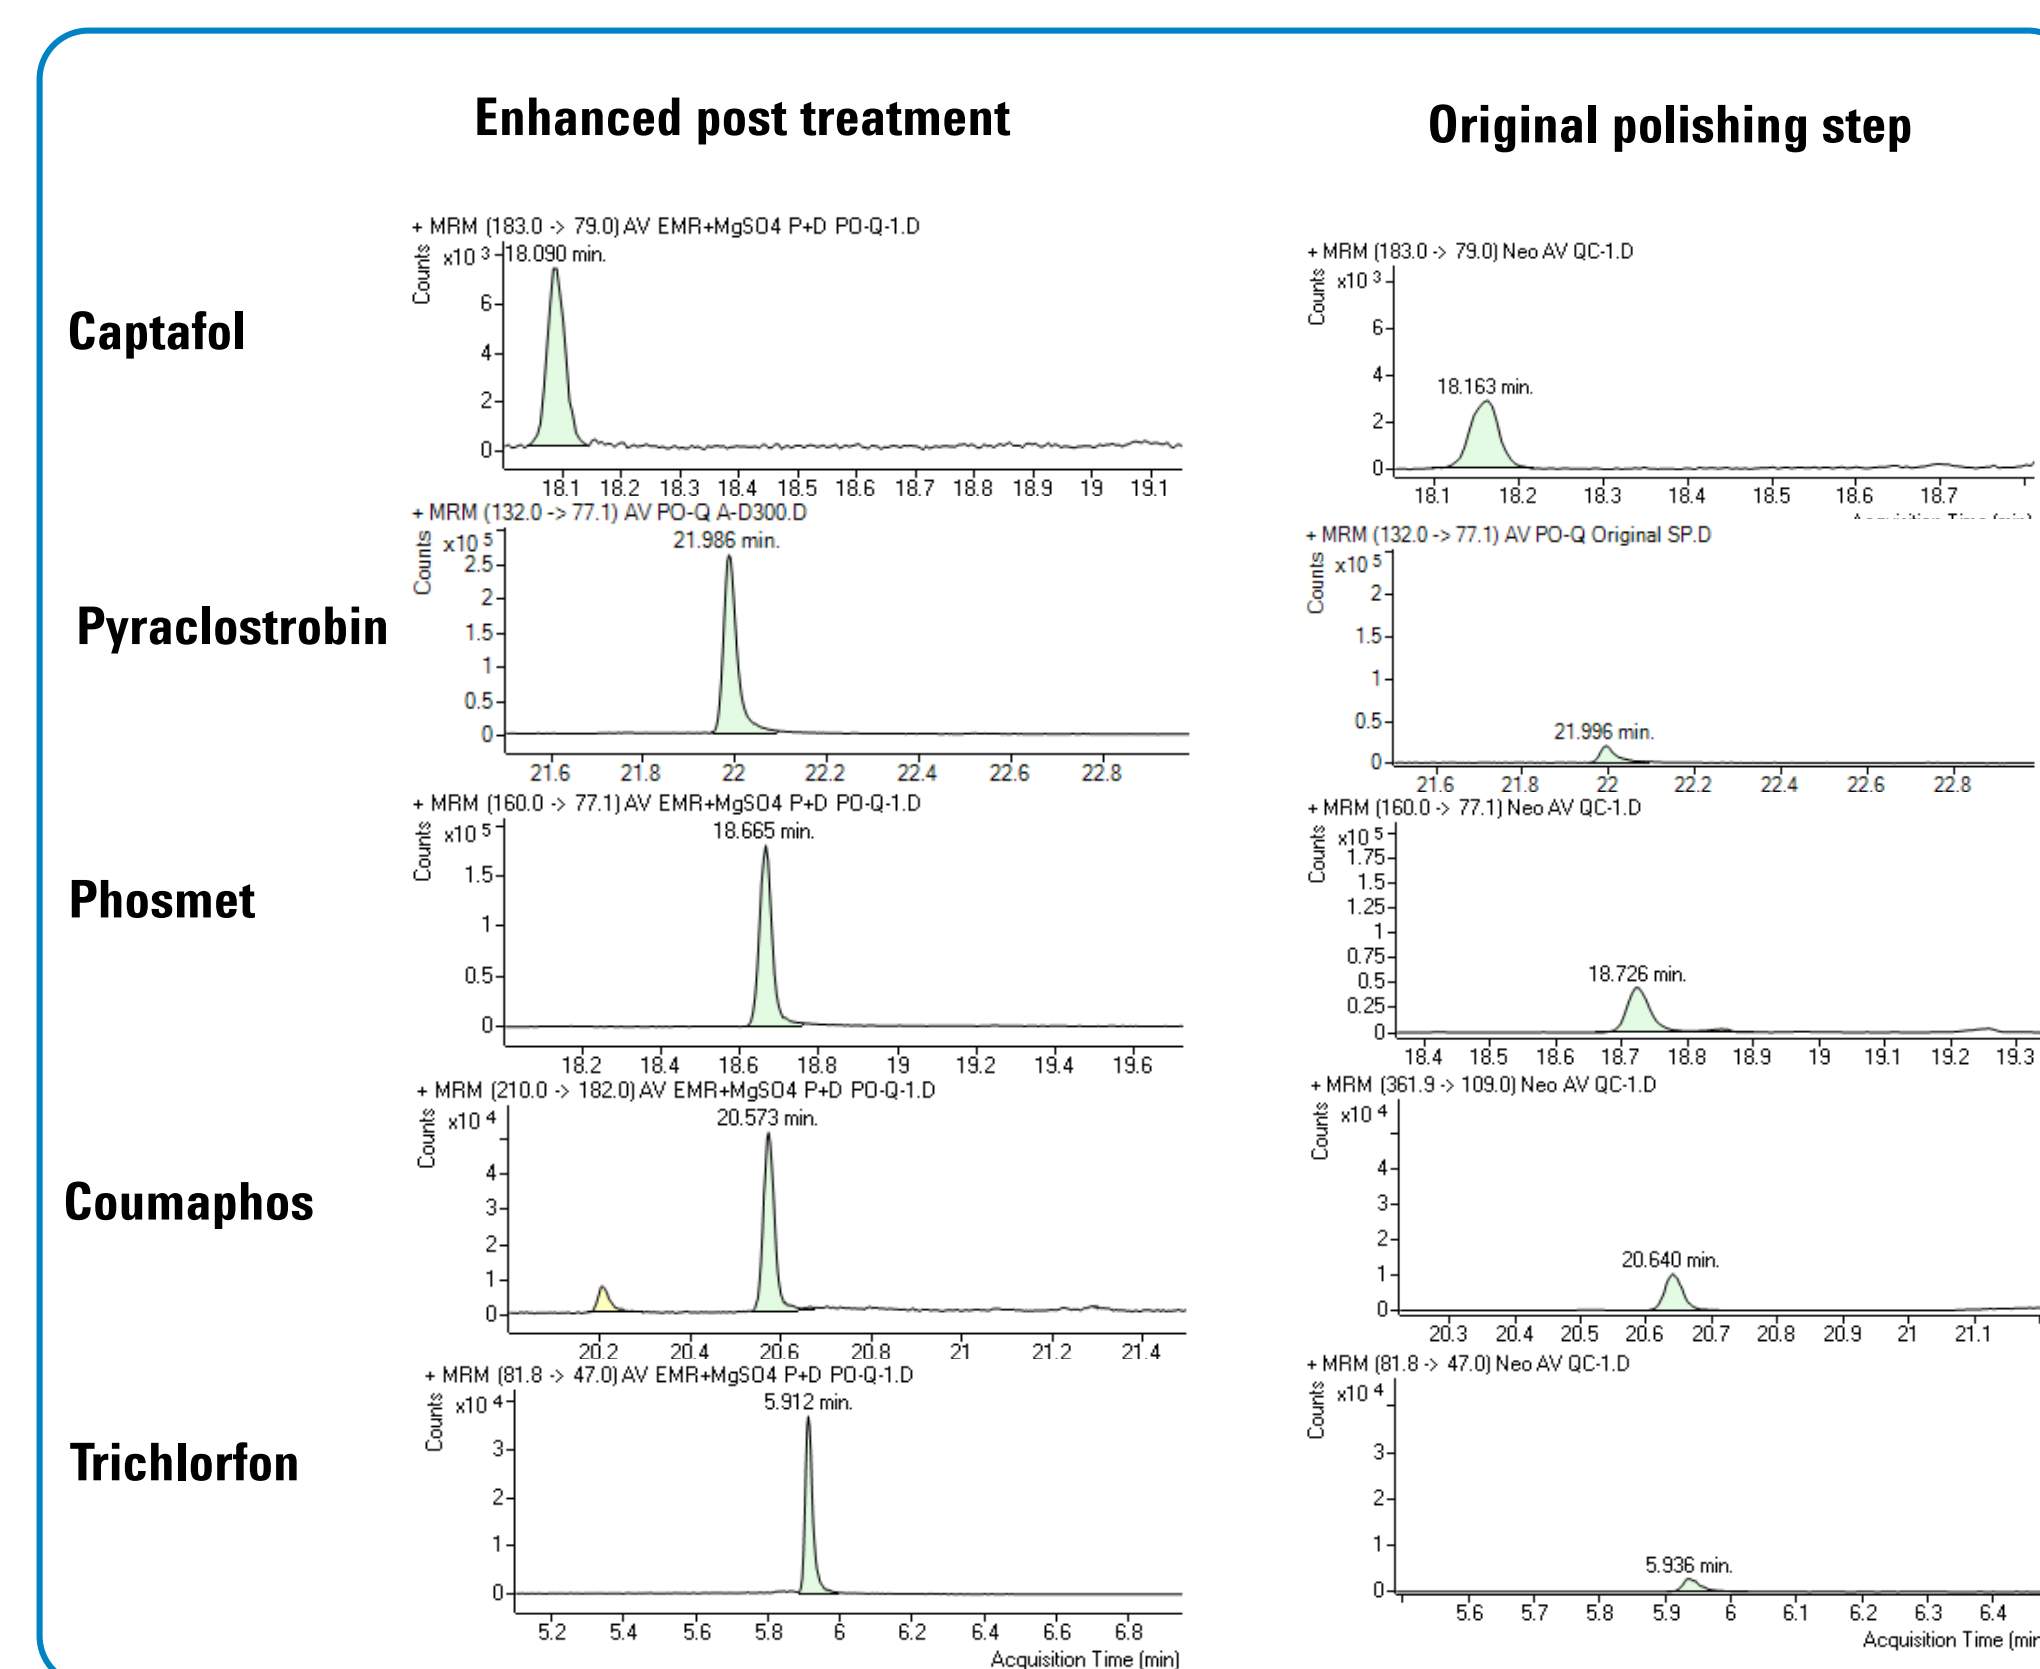 Enhanced post treatment
Original polishing step
Captafol
+ MRM (183.0 -> 79.0) AV EMR+MgSO4 P+D PO-Q-1.D
Counts
x10 3
18.090 min.
6
4
2
0
18.1 18.2 18.3 18.4 18.5 18.6 18.7 18.8 18.9 19 19.1
+ MRM (183.0 -> 79.0) Neo AV QC-1.D
Counts
x10 3
18.163 min.
6
4
2
0
18.1 18.2 18.3 18.4 18.5 18.6 18.7
Pyraclostrobin
+ MRM (132.0 -> 77.1) AV PO-Q A-D300.D
Counts
x10 5
21.986 min.
2.5
2
1.5
1
0.5
0
21.6 21.8 22 22.2 22.4 22.6 22.8
+ MRM (132.0 -> 77.1) AV PO-Q Original SP.D
Counts
x10 5
21.996 min.
2
1.5
1
0.5
0
21.6 21.8 22 22.2 22.4 22.6 22.8
Phosmet
+ MRM (160.0 -> 77.1) AV EMR+MgSO4 P+D PO-Q-1.D
Counts
x10 5
18.665 min.
1.5
1
0.5
0
18.2 18.4 18.6 18.8 19 19.2 19.4 19.6
+ MRM (160.0 -> 77.1) Neo AV QC-1.D
Counts
x10 5
18.726 min.
1.75
1.5
1.25
1
0.75
0.5
0.25
0
18.4 18.5 18.6 18.7 18.8 18.9 19 19.1 19.2 19.3
Coumaphos
+ MRM (210.0 -> 182.0) AV EMR+MgSO4 P+D PO-Q-1.D
Counts
x10 4
20.573 min.
4
3
2
1
0
20.2 20.4 20.6 20.8 21 21.2 21.4
+ MRM (361.9 -> 109.0) Neo AV QC-1.D
Counts
x10 4
20.640 min.
4
3
2
1
0
20.3 20.4 20.5 20.6 20.7 20.8 20.9 21 21.1
Trichlorfon
+ MRM (81.8 -> 47.0) AV EMR+MgSO4 P+D PO-Q-1.D
Counts
x10 4
5.912 min.
3
2
1
0
5.2 5.4 5.6 5.8 6 6.2 6.4 6.6 6.8
Acquisition Time (min)
+ MRM (81.8 -> 47.0) Neo AV QC-1.D
Counts
x10 4
5.936 min.
3
2
1
0
5.6 5.7 5.8 5.9 6 6.1 6.2 6.3 6.4
Acquisition Time (min